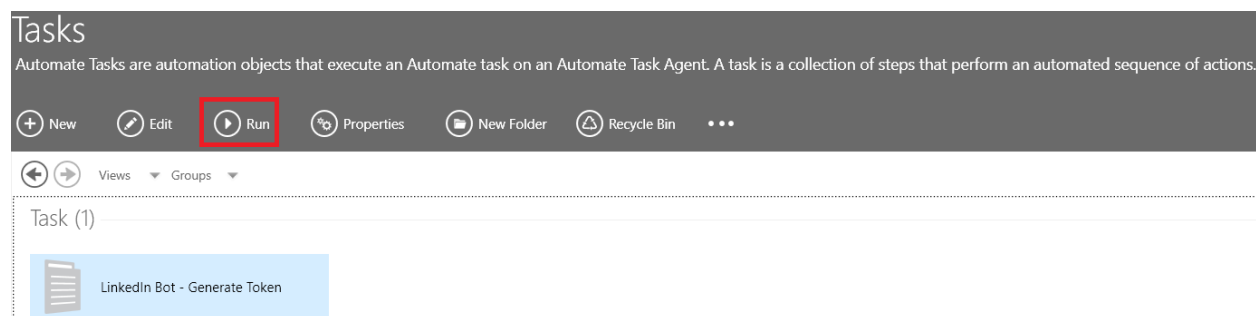 Tasks
Automate Tasks are automation objects that execute an Automate task on an Automate Task Agent. A task is a collection of steps that perform an automated sequence of actions.
New Edit Run Properties New Folder Recycle Bin
Views Groups
Task (1)
LinkedIn Bot - Generate Token